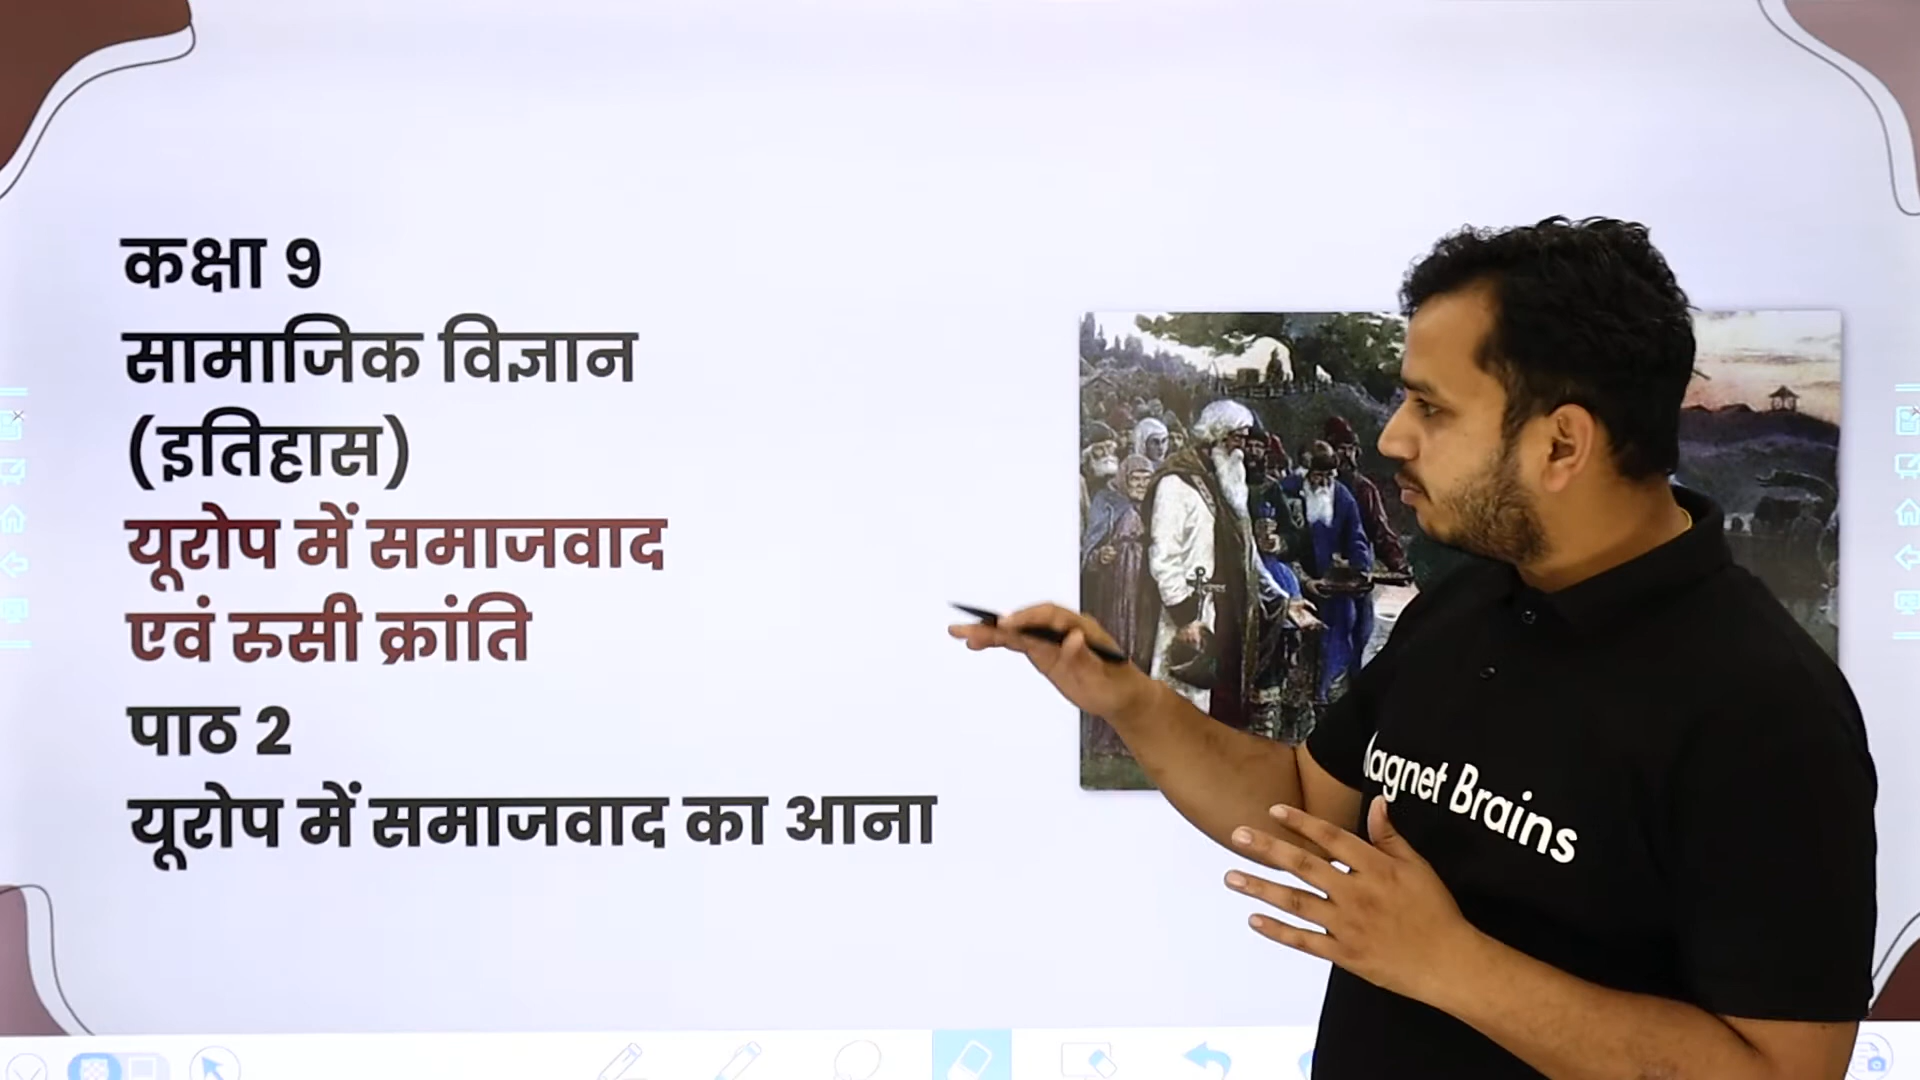 कक्षा 9
सामाजिक विज्ञान
(इतिहास)
यूरोप में समाजवाद
एवं रुसी क्रांति
पाठ 2
यूरोप में समाजवाद का आना
Magnet Brains